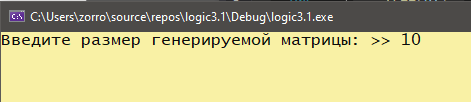 C:\Users\zorro\source\repos\logic3.1\Debug\logic3.1.exe
Введите размер генерируемой матрицы: >> 10